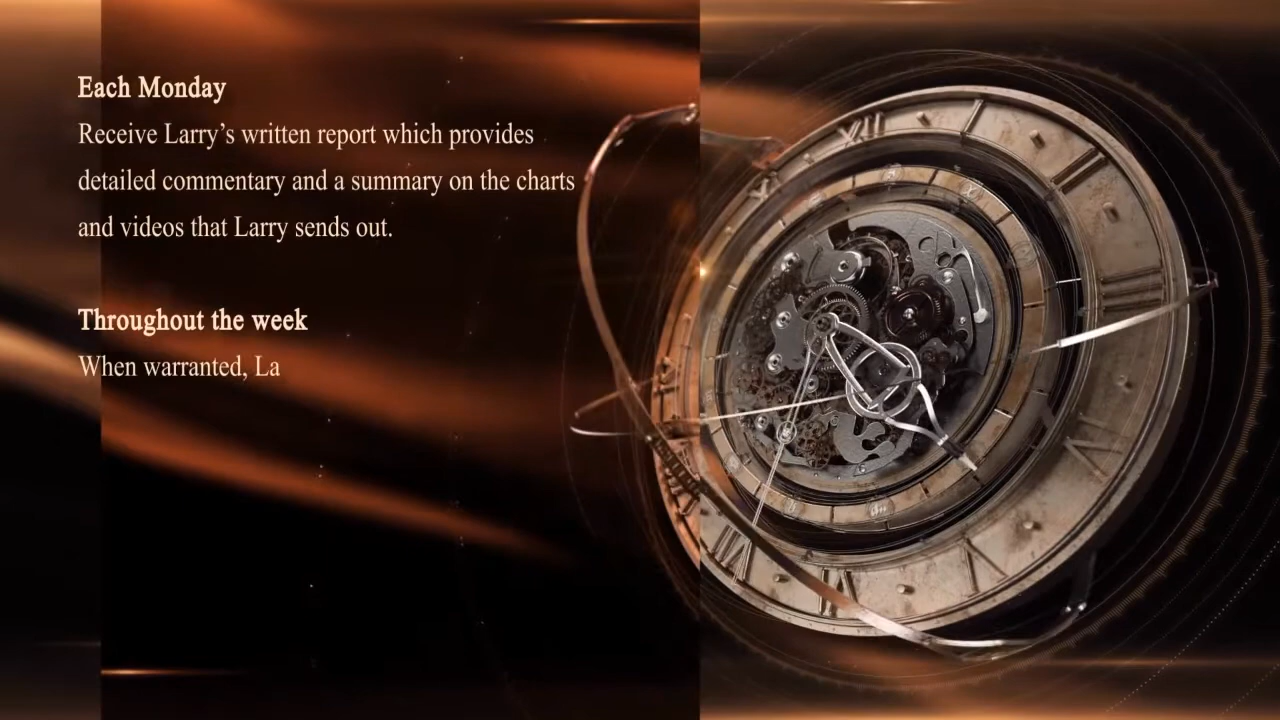 Each Monday
Receive Larry’s written report which provides
detailed commentary and a summary on the charts
and videos that Larry sends out.
Throughout the week
When warranted, La